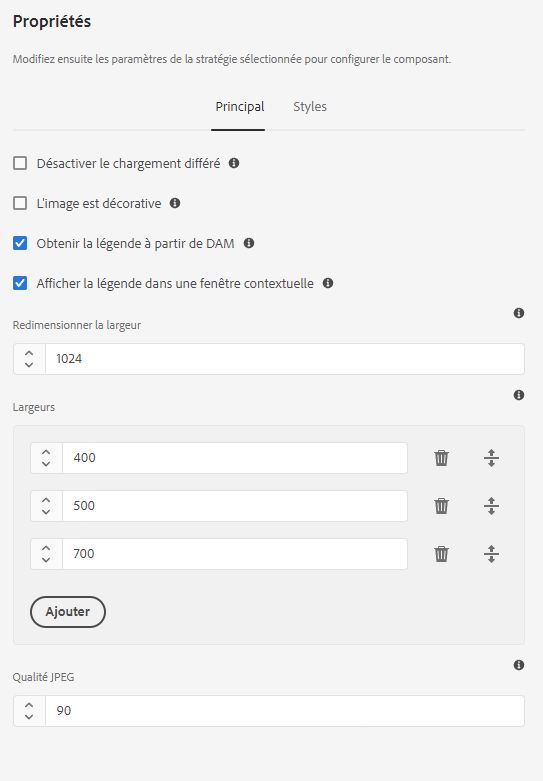 Propriétés
Modifiez ensuite les paramètres de la stratégie sélectionnée pour configurer le composant.
Principal Styles
Désactiver le chargement différé
L'image est décorative
Obtenir la légende à partir de DAM
Afficher la légende dans une fenêtre contextuelle
Redimensionner la largeur
1024
Largeurs
400
500
700
Ajouter
Qualité JPEG
90